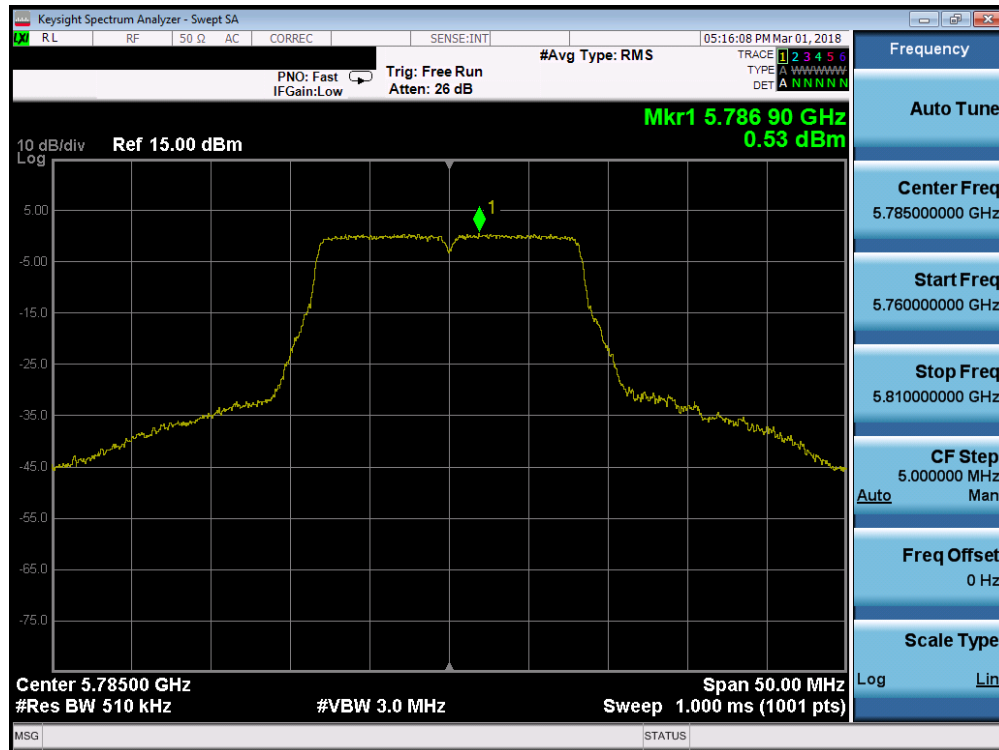 Keysight Spectrum Analyzer - Swept SA
LXI RL RF 50 Ω AC CORREC SENSE:INT 05:16:08 PM Mar 01, 2018
#Avg Type: RMS TRACE 1 2 3 4 5 6
PNO: Fast Trig: Free Run TYPE A WWWWW
IFGain:Low Atten: 26 dB DET A N N N N N
Mkr1 5.786 90 GHz
0.53 dBm
10 dB/div Ref 15.00 dBm
Log
1
5.00
-5.00
-15.0
-25.0
-35.0
-45.0
-55.0
-65.0
-75.0
Center 5.78500 GHz Span 50.00 MHz
#Res BW 510 kHz #VBW 3.0 MHz Sweep 1.000 ms (1001 pts)
MSG STATUS
Frequency
Auto Tune
Center Freq
5.785000000 GHz
Start Freq
5.760000000 GHz
Stop Freq
5.810000000 GHz
CF Step
5.000000 MHz
Auto Man
Freq Offset
0 Hz
Scale Type
Log Lin